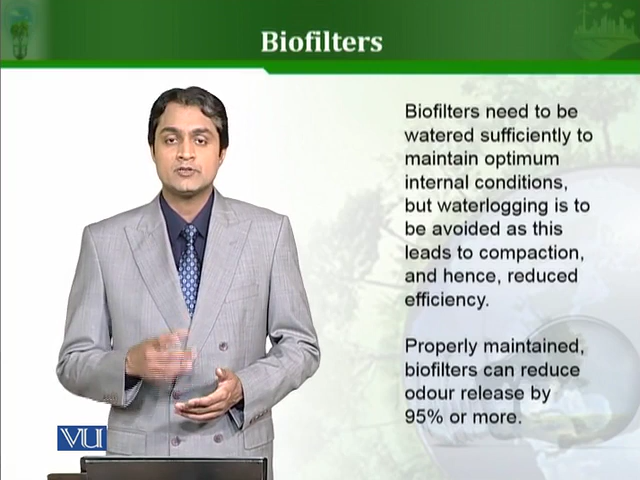 Biofilters
Biofilters need to be
watered sufficiently to
maintain optimum
internal conditions,
but waterlogging is to
be avoided as this
leads to compaction,
and hence, reduced
efficiency.
Properly maintained,
biofilters can reduce
odour release by
95% or more.
VU